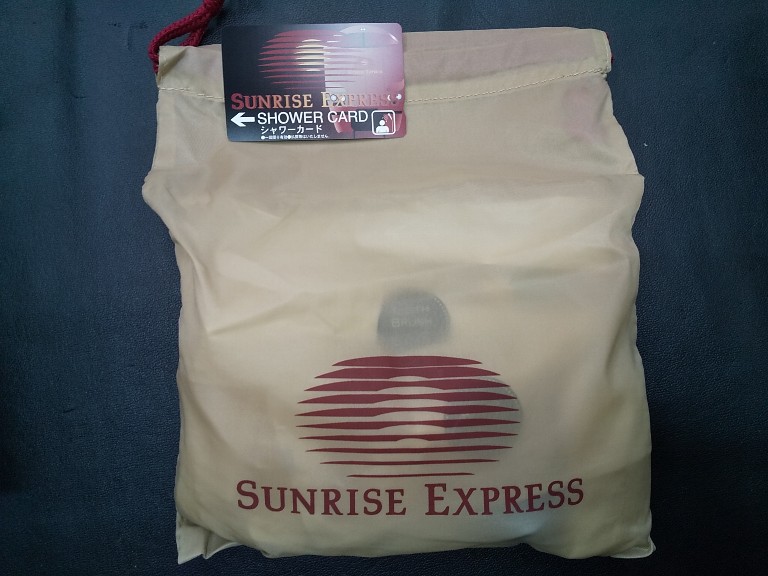 SUNRISE EXPRESS
SHOWER CARD
シャワーカード
SUNRISE EXPRESS